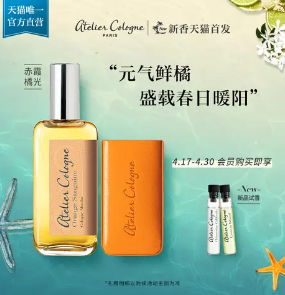 天猫唯一
官方直营
Atelier Cologne
PARIS
新香天猫首发
赤霞
橘光
“元气鲜橘
盛载春日暖阳”
4.17-4.30 会员购买即享
Atelier Cologne
Orange Sanguine
Atelier Cologne
New
新品试香